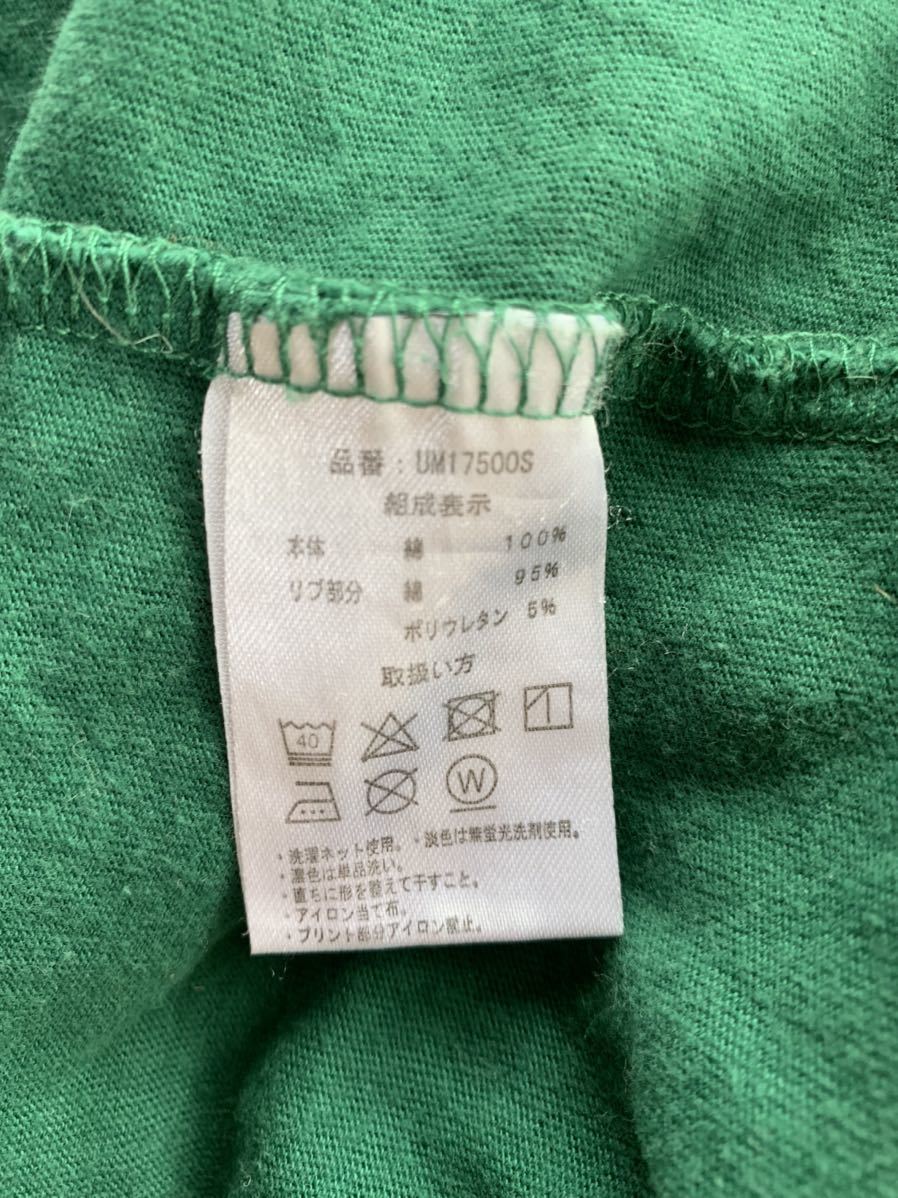 品番：UM17500S
組成表示
本体 綿 100%
リブ部分 綿 95%
ポリウレタン 5%
取扱い方
40
W
・洗濯ネット使用。・淡色は無蛍光洗剤使用。
・濃色は単品洗い。
・直ちに形を整えて干すこと。
・アイロン当て布。
・プリント部分アイロン禁止。